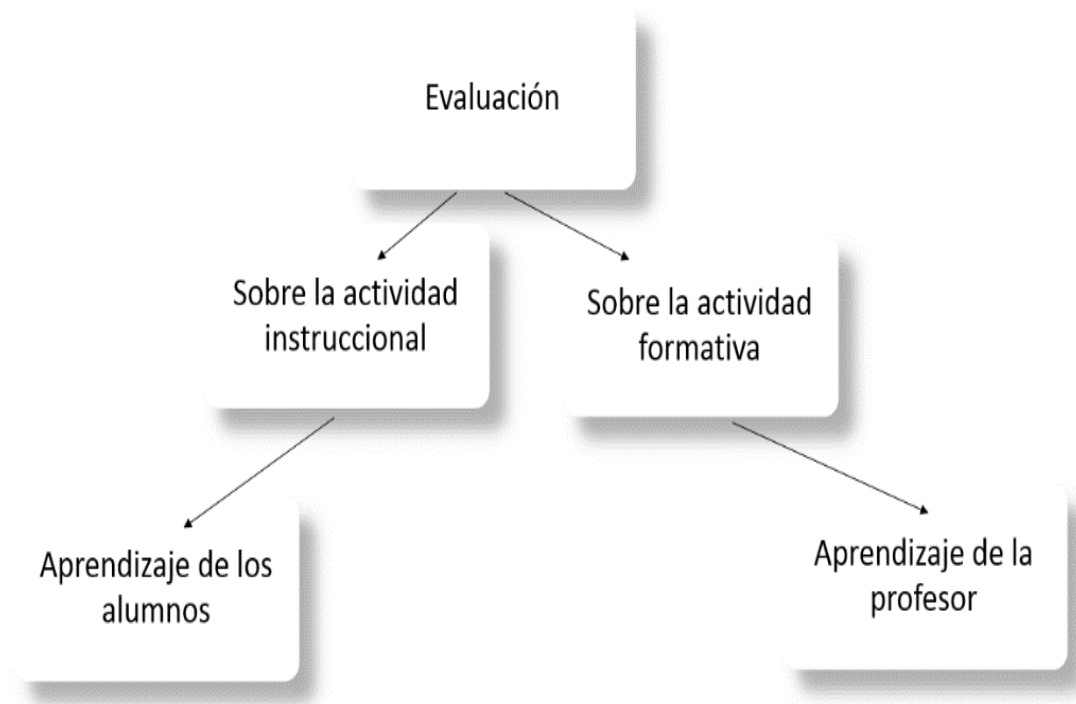 Evaluación
Sobre la actividad
instruccional
Sobre la actividad
formativa
Aprendizaje de los
alumnos
Aprendizaje de la
profesor